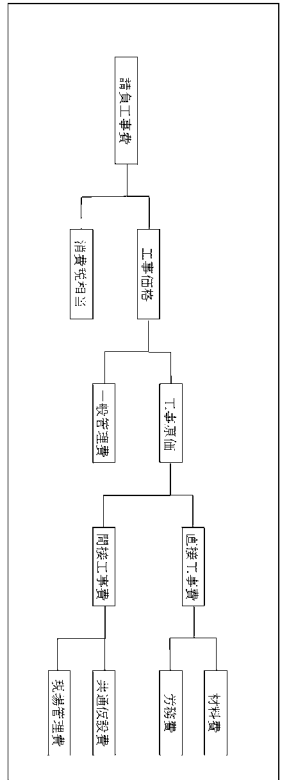 請負工事費
工事価格
消費税相当
工事原価
一般管理費
直接工事費
間接工事費
材料費
労務費
共通仮設費
現場管理費